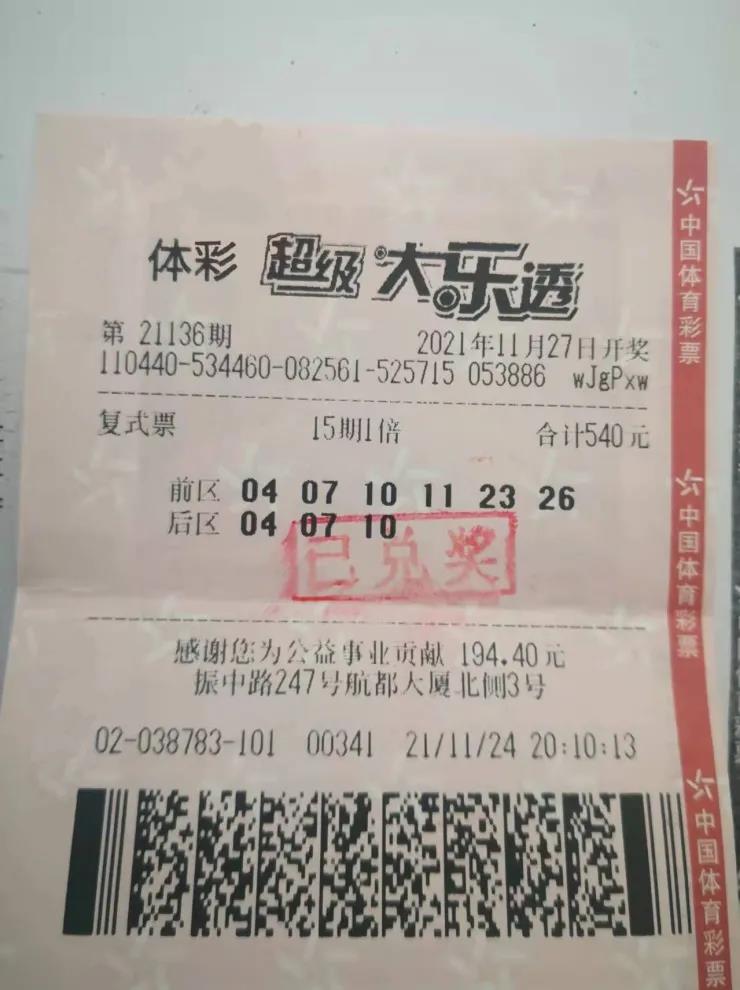 体彩 超级大乐透
第 21136期 2021年11月27日开奖
110440-534460-082561-525715 053886 wJgPxw
复式票 15期1倍 合计540元
前区 04 07 10 11 23 26
后区 04 07 10
已兑奖
感谢您为公益事业贡献 194.40元
振中路247号航都大厦北侧3号
02-038783-101 00341 21/11/24 20:10:13
中国体育彩票
中国体育彩票
中国体育彩票